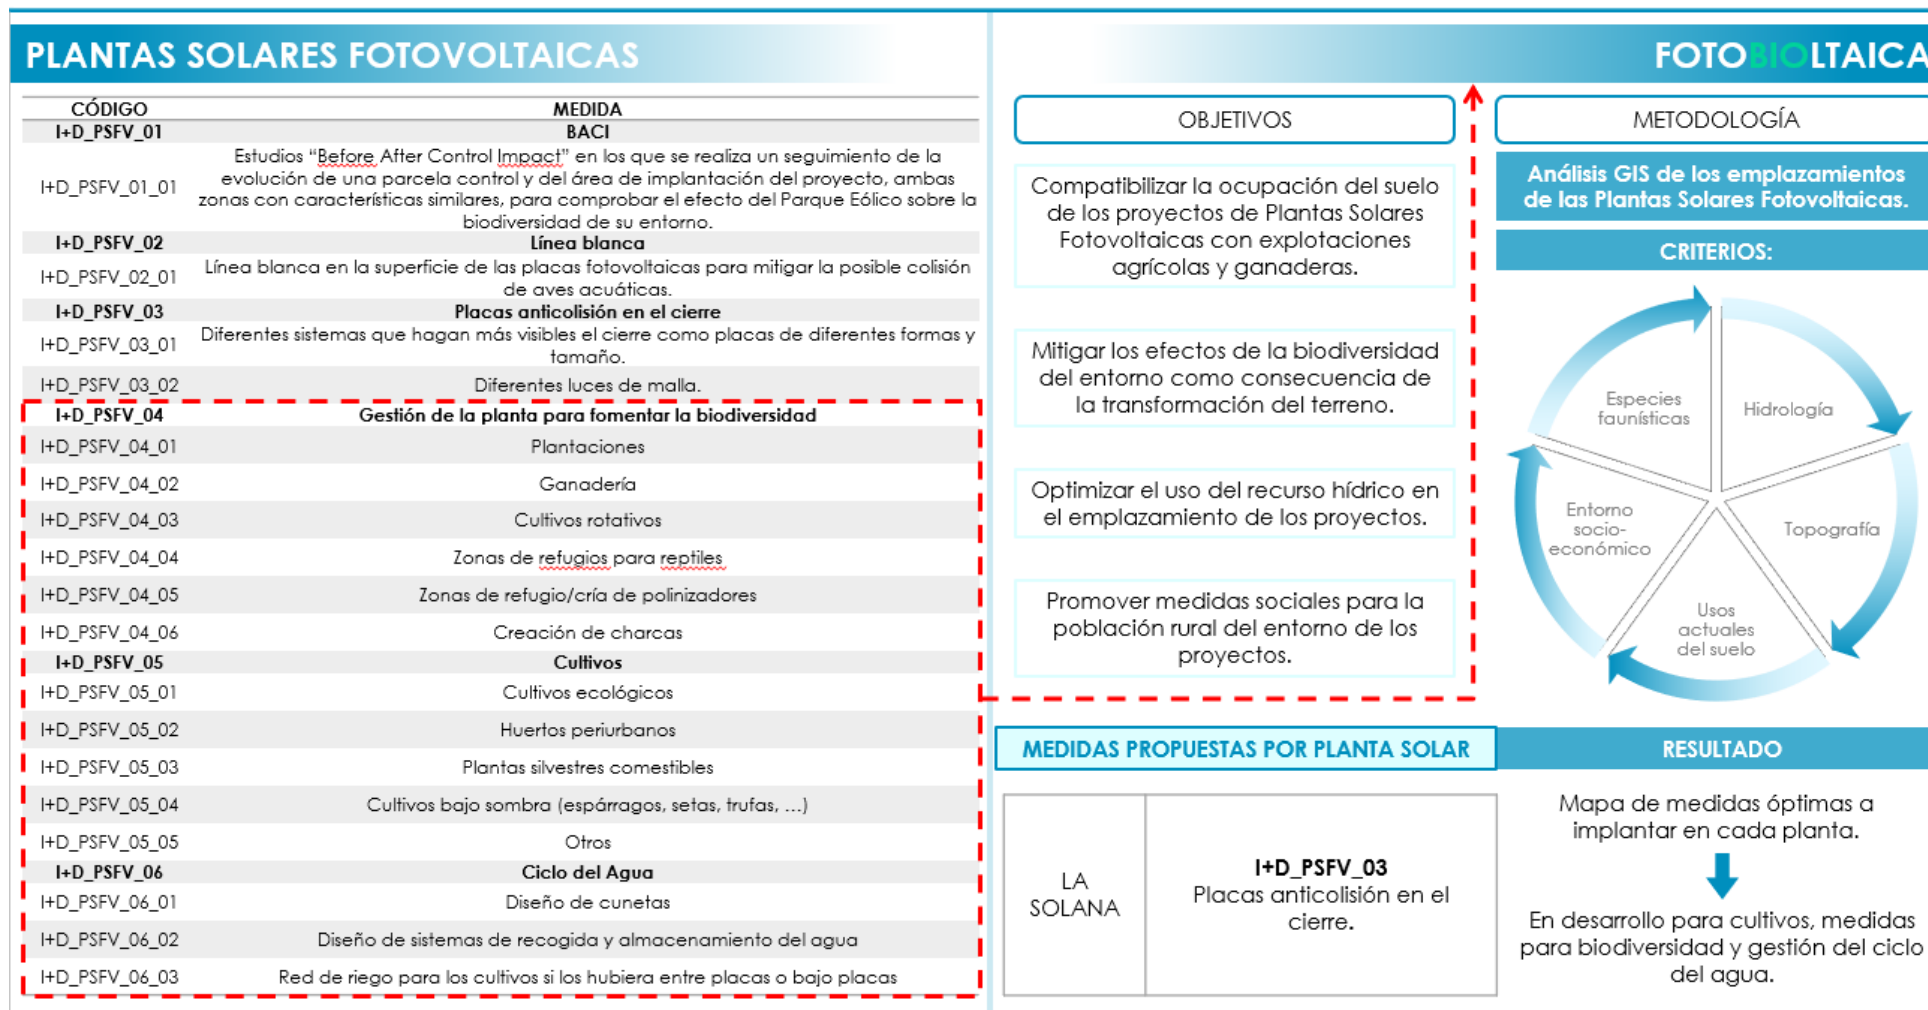 PLANTAS SOLARES FOTOVOLTAICAS
CÓDIGO MEDIDA
I+D_PSFV_01 BACI
I+D_PSFV_01_01 Estudios “Before After Control Impact” en los que se realiza un seguimiento de la
evolución de una parcela control y del área de implantación del proyecto, ambas
zonas con características similares, para comprobar el efecto del Parque Eólico sobre la
biodiversidad de su entorno.
I+D_PSFV_02 Línea blanca
I+D_PSFV_02_01 Línea blanca en la superficie de las placas fotovoltaicas para mitigar la posible colisión
de aves acuáticas.
I+D_PSFV_03 Placas anticolisión en el cierre
I+D_PSFV_03_01 Diferentes sistemas que hagan más visibles el cierre como placas de diferentes formas y
tamaño.
I+D_PSFV_03_02 Diferentes luces de malla.
I+D_PSFV_04 Gestión de la planta para fomentar la biodiversidad
I+D_PSFV_04_01 Plantaciones
I+D_PSFV_04_02 Ganadería
I+D_PSFV_04_03 Cultivos rotativos
I+D_PSFV_04_04 Zonas de refugios para reptiles
I+D_PSFV_04_05 Zonas de refugio/cría de polinizadores
I+D_PSFV_04_06 Creación de charcas
I+D_PSFV_05 Cultivos
I+D_PSFV_05_01 Cultivos ecológicos
I+D_PSFV_05_02 Huertos periurbanos
I+D_PSFV_05_03 Plantas silvestres comestibles
I+D_PSFV_05_04 Cultivos bajo sombra (espárragos, setas, trufas, …)
I+D_PSFV_05_05 Otros
I+D_PSFV_06 Ciclo del Agua
I+D_PSFV_06_01 Diseño de cunetas
I+D_PSFV_06_02 Diseño de sistemas de recogida y almacenamiento del agua
I+D_PSFV_06_03 Red de riego para los cultivos si los hubiera entre placas o bajo placas
FOTOBIOLTAICA
OBJETIVOS
Compatibilizar la ocupación del suelo
de los proyectos de Plantas Solares
Fotovoltaicas con explotaciones
agrícolas y ganaderas.
Mitigar los efectos de la biodiversidad
del entorno como consecuencia de
la transformación del terreno.
Optimizar el uso del recurso hídrico en
el emplazamiento de los proyectos.
Promover medidas sociales para la
población rural del entorno de los
proyectos.
MEDIDAS PROPUESTAS POR PLANTA SOLAR
LA
SOLANA
I+D_PSFV_03
Placas anticolisión en el
cierre.
METODOLOGÍA
Análisis GIS de los emplazamientos
de las Plantas Solares Fotovoltaicas.
CRITERIOS:
Especies
faunísticas
Hidrología
Topografía
Usos
actuales
del suelo
Entorno
socio-
económico
RESULTADO
Mapa de medidas óptimas a
implantar en cada planta.
En desarrollo para cultivos, medidas
para biodiversidad y gestión del ciclo
del agua.